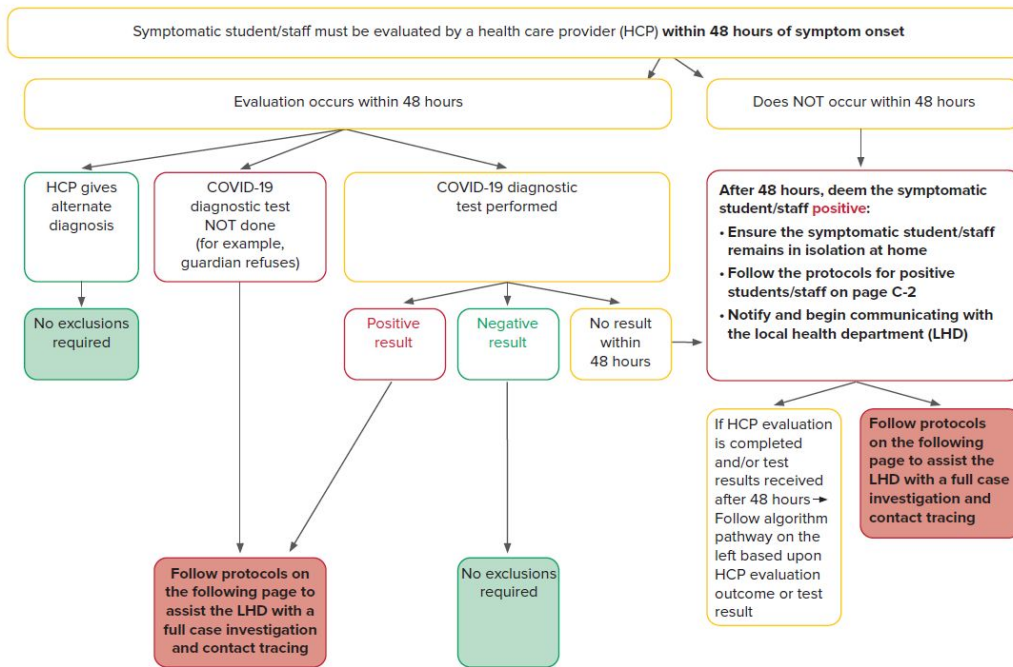 Symptomatic student/staff must be evaluated by a health care provider (HCP) within 48 hours of symptom onset
Evaluation occurs within 48 hours
Does NOT occur within 48 hours
HCP gives
alternate
diagnosis
COVID-19
diagnostic test
NOT done
(for example,
guardian refuses)
COVID-19 diagnostic
test performed
After 48 hours, deem the symptomatic
student/staff positive:
• Ensure the symptomatic student/staff
remains in isolation at home
• Follow the protocols for positive
students/staff on page C-2
• Notify and begin communicating with
the local health department (LHD)
No exclusions
required
Positive
result
Negative
result
No result
within
48 hours
If HCP evaluation
is completed
and/or test
results received
after 48 hours →
Follow algorithm
pathway on the
left based upon
HCP evaluation
outcome or test
result
Follow protocols
on the following
page to assist the
LHD with a full case
investigation and
contact tracing
Follow protocols on
the following page to
assist the LHD with a
full case investigation
and contact tracing
No exclusions
required